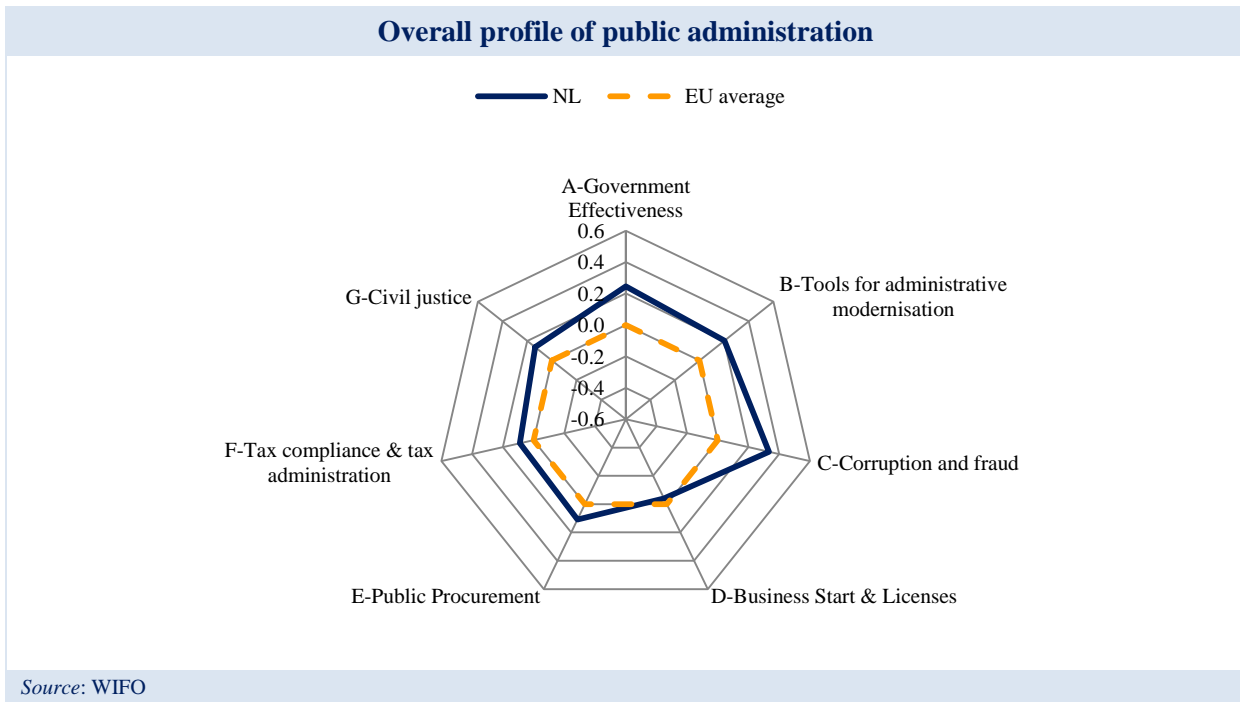 Overall profile of public administration
NL
EU average
A-Government
Effectiveness
0.6
0.4
0.2
0.0
-0.2
-0.4
-0.6
B-Tools for administrative
modernisation
C-Corruption and fraud
D-Business Start & Licenses
E-Public Procurement
F-Tax compliance & tax
administration
G-Civil justice
Source: WIFO